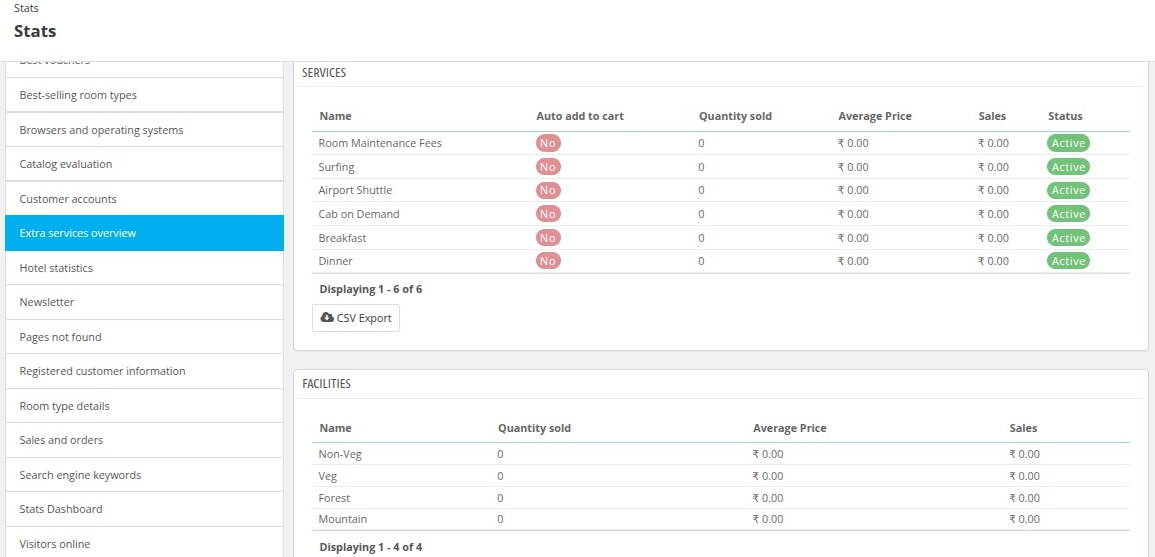 Stats
Stats
Best vouchers
Best-selling room types
Browsers and operating systems
Catalog evaluation
Customer accounts
Extra services overview
Hotel statistics
Newsletter
Pages not found
Registered customer information
Room type details
Sales and orders
Search engine keywords
Stats Dashboard
Visitors online
SERVICES
Name Auto add to cart Quantity sold Average Price Sales Status
Room Maintenance Fees No 0 ₹ 0.00 ₹ 0.00 Active
Surfing No 0 ₹ 0.00 ₹ 0.00 Active
Airport Shuttle No 0 ₹ 0.00 ₹ 0.00 Active
Cab on Demand No 0 ₹ 0.00 ₹ 0.00 Active
Breakfast No 0 ₹ 0.00 ₹ 0.00 Active
Dinner No 0 ₹ 0.00 ₹ 0.00 Active
Displaying 1 - 6 of 6
CSV Export
FACILITIES
Name Quantity sold Average Price Sales
Non-Veg 0 ₹ 0.00 ₹ 0.00
Veg 0 ₹ 0.00 ₹ 0.00
Forest 0 ₹ 0.00 ₹ 0.00
Mountain 0 ₹ 0.00 ₹ 0.00
Displaying 1 - 4 of 4